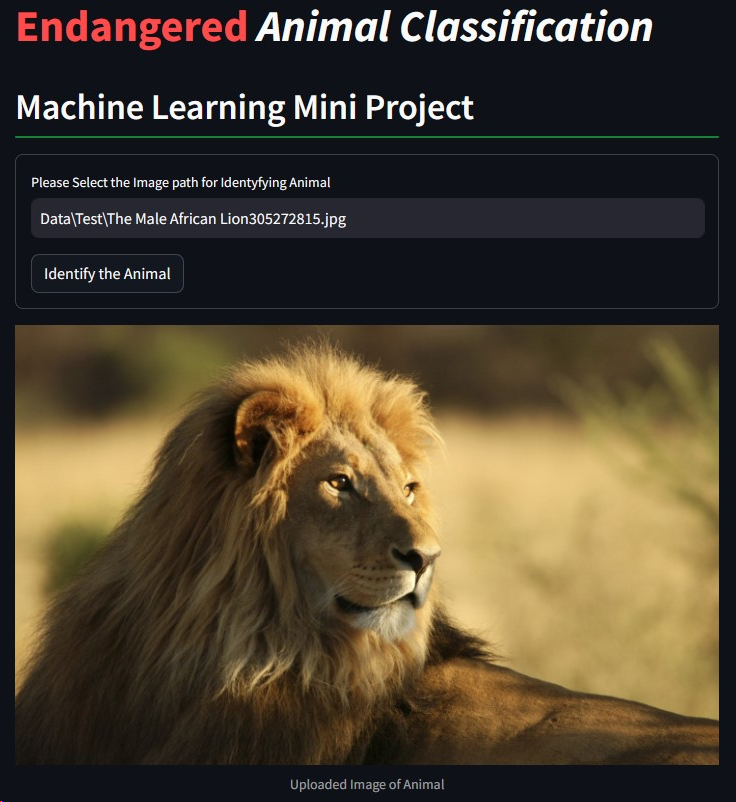 Endangered Animal Classification
Machine Learning Mini Project
Please Select the Image path for Identyfying Animal
Data\Test\The Male African Lion305272815.jpg
Identify the Animal
Uploaded Image of Animal